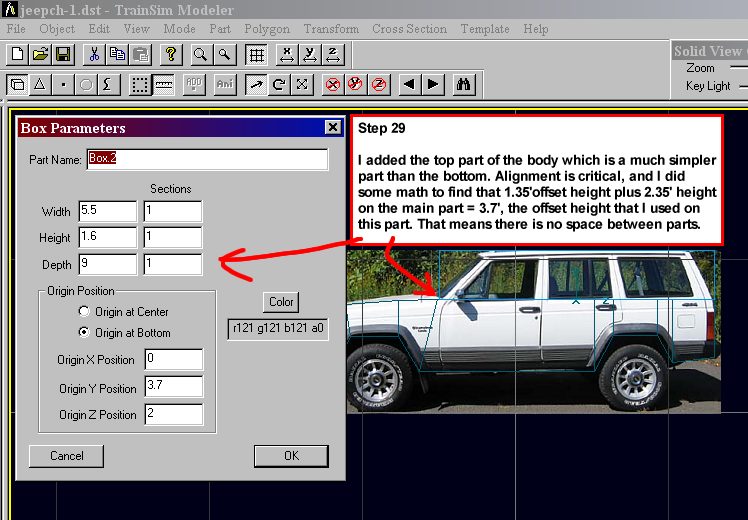 jeepch-1.dst - TrainSim Modeler
File Object Edit View Mode Part Polygon Transform Cross Section Template Help
x y z
Solid View
Zoom
Key Light
ADD Ani
X Y Z
Box Parameters
Part Name: Box.2
Sections
Width 5.5 1
Height 1.6 1
Depth 9 1
Origin Position
Origin at Center
Origin at Bottom
Origin X Position 0
Origin Y Position 3.7
Origin Z Position 2
Color
r121 g121 b121 a0
Cancel OK
Step 29
I added the top part of the body which is a much simpler
part than the bottom. Alignment is critical, and I did
some math to find that 1.35'offset height plus 2.35' height
on the main part = 3.7', the offset height that I used on
this part. That means there is no space between parts.
X Z